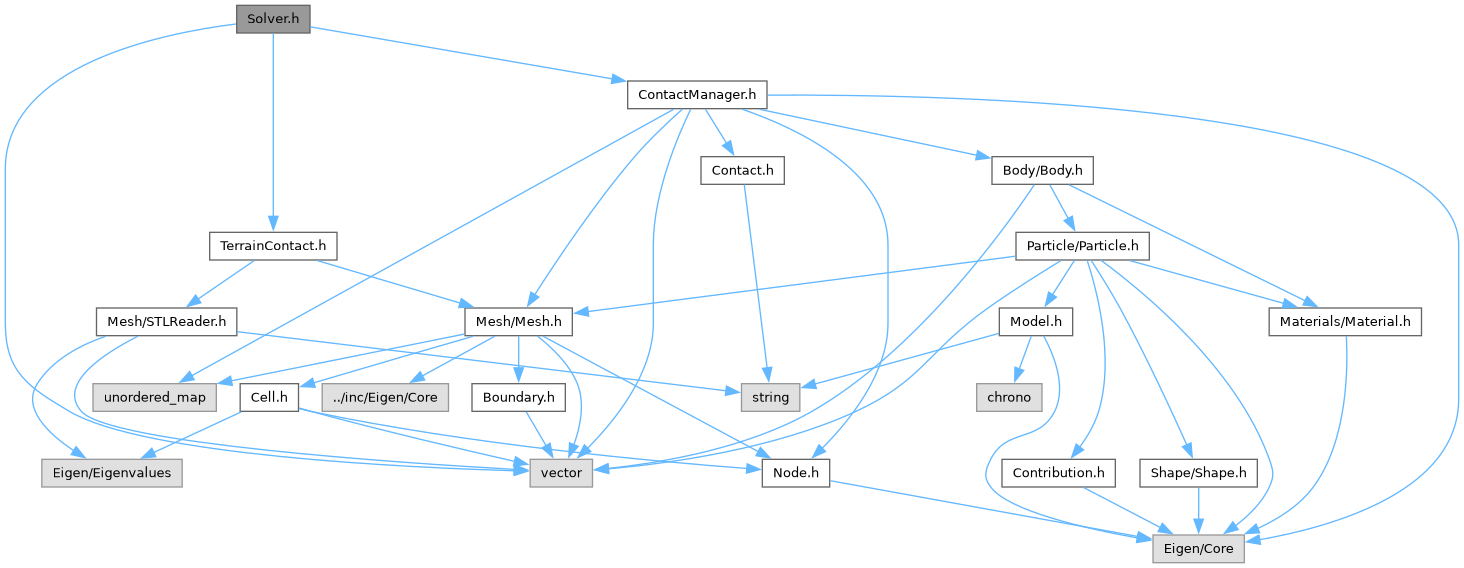 Solver.h
ContactManager.h
Contact.h
Body/Body.h
TerrainContact.h
Particle/Particle.h
Mesh/STLReader.h
Mesh/Mesh.h
Model.h
Materials/Material.h
unordered_map
Cell.h
../inc/Eigen/Core
Boundary.h
string
chrono
Eigen/Eigenvalues
vector
Node.h
Contribution.h
Shape/Shape.h
Eigen/Core